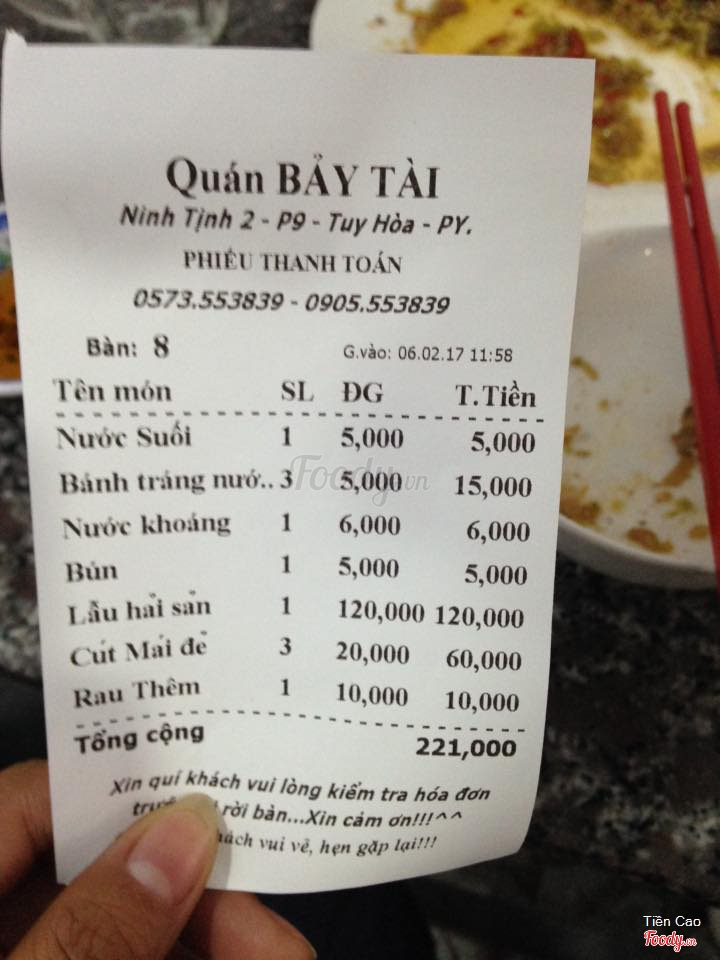 Quán BẢY TÀI
Ninh Tịnh 2 - P9 - Tuy Hòa - PY.
PHIẾU THANH TOÁN
0573.553839 - 0905.553839
Bàn: 8 G.vào: 06.02.17 11:58
Tên món SL ĐG T.Tiền
Nước Suối 1 5,000 5,000
Bánh tráng nướ.. 3 5,000 15,000
Nước khoáng 1 6,000 6,000
Bún 1 5,000 5,000
Lẫu hải sản 1 120,000 120,000
Cút Mái đẻ 3 20,000 60,000
Rau Thêm 1 10,000 10,000
Tổng cộng 221,000
Xin quí khách vui lòng kiểm tra hóa đơn
rời bàn...Xin cảm ơn!!!^^
vui vẻ, hẹn gặp lại!!!
Foody.vn
Tiên Cao
Foody.vn